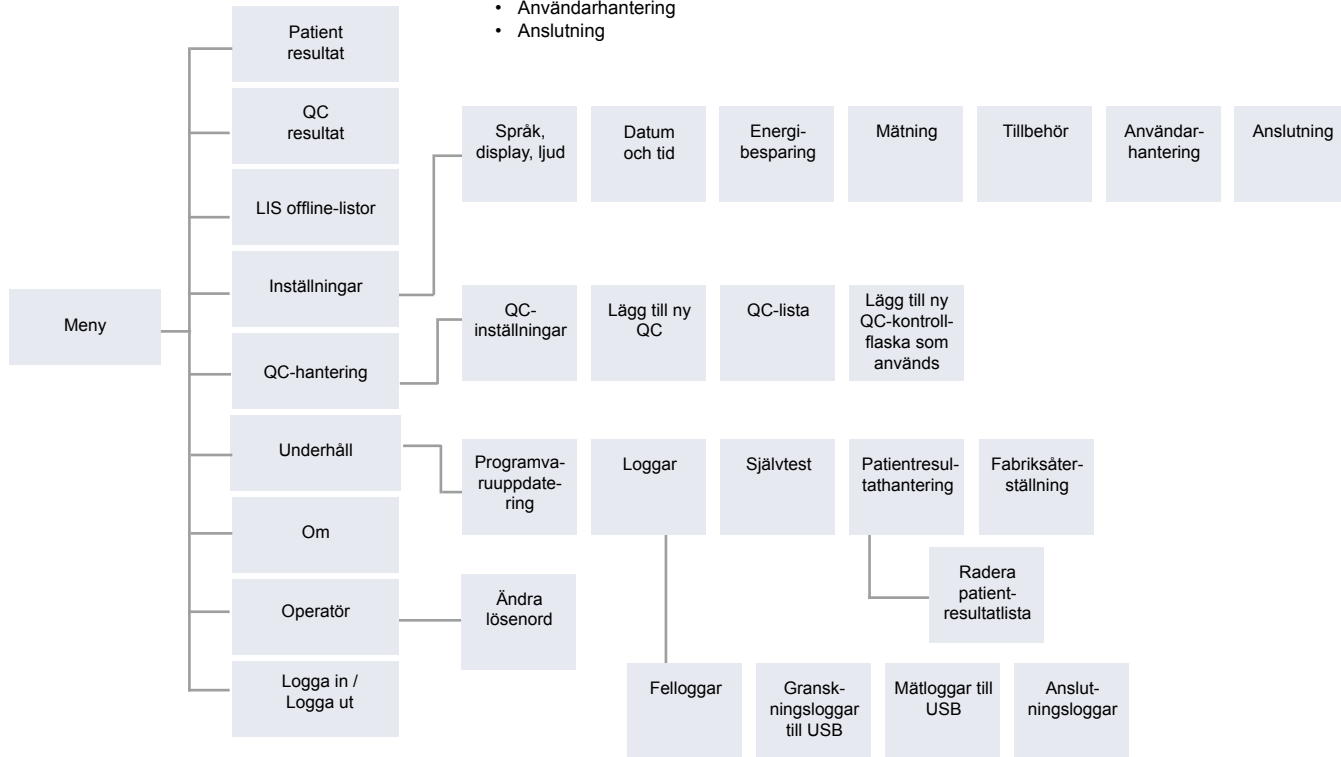 • Användarhantering
• Anslutning
Patient
resultat
QC
resultat
LIS offline-listor
Inställningar
Meny
QC-hantering
Underhåll
Om
Operatör
Logga in /
Logga ut
Språk,
display, ljud
Datum
och tid
Energi-
besparing
Mätning
Tillbehör
Användar-
hantering
Anslutning
QC-
inställningar
Lägg till ny
QC
QC-lista
Lägg till ny
QC-kontroll-
flaska som
används
Programva-
ruuppdate-
ring
Loggar
Självtest
Patientresul-
tathantering
Fabriksåter-
ställning
Radera
patient-
resultatlista
Ändra
lösenord
Felloggar
Gransk-
ningsloggar
till USB
Mätloggar till
USB
Anslut-
ningsloggar